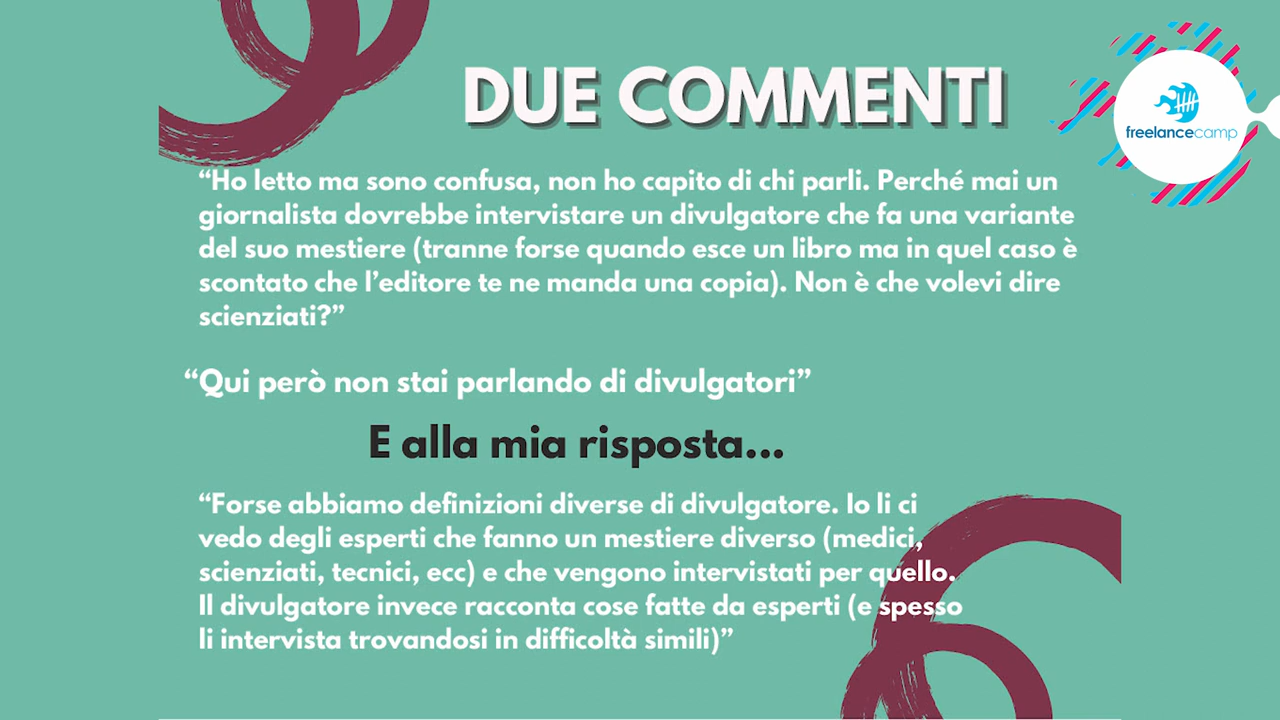 DUE COMMENTI
freelancecamp
“Ho letto ma sono confusa, non ho capito di chi parli. Perché mai un
giornalista dovrebbe intervistare un divulgatore che fa una variante
del suo mestiere (tranne forse quando esce un libro ma in quel caso è
scontato che l’editore te ne manda una copia). Non è che volevi dire
scienziati?”
“Qui però non stai parlando di divulgatori”
E alla mia risposta...
“Forse abbiamo definizioni diverse di divulgatore. Io li ci
vedo degli esperti che fanno un mestiere diverso (medici,
scienziati, tecnici, ecc) e che vengono intervistati per quello.
Il divulgatore invece racconta cose fatte da esperti (e spesso
li intervista trovandosi in difficoltà simili)”